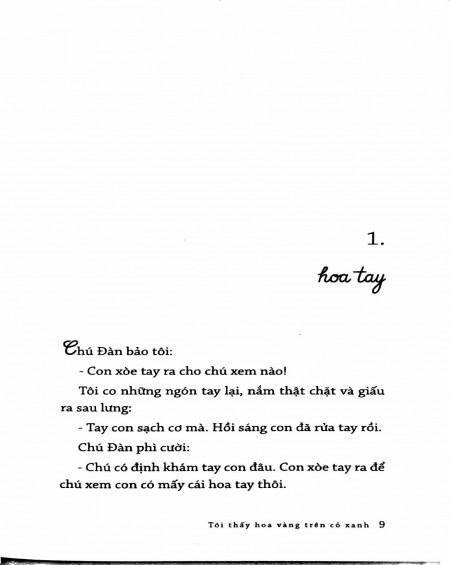 1.
hoa tay
Chú Đàn bảo tôi:
- Con xòe tay ra cho chú xem nào!
Tôi co những ngón tay lại, nắm thật chặt và giấu
ra sau lưng:
- Tay con sạch cơ mà. Hồi sáng con đã rửa tay rồi.
Chú Đàn phì cười:
- Chú có định khám tay con đâu. Con xòe tay ra để
chú xem con có mấy cái hoa tay thôi.
Tôi thấy hoa vàng trên cỏ xanh 9